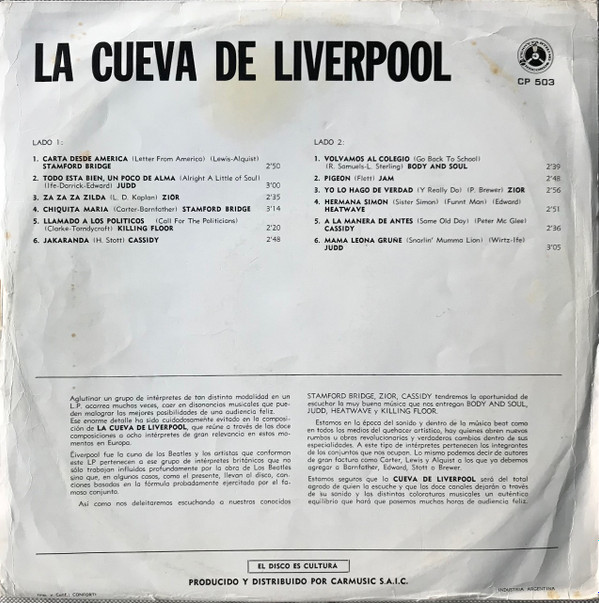 LA CUEVA DE LIVERPOOL
CP 503
LADO 1:
1. CARTA DESDE AMERICA (Letter From America) (Lewis-Alquist)
STAMFORD BRIDGE 2'50
2. TODO ESTA BIEN, UN POCO DE ALMA (Alright A Little of Soul)
(Ife-Darrick-Edward) JUDD 3'00
3. ZA ZA ZA ZILDA (L. D. Kaplan) ZIOR 2'35
4. CHIQUITA MARIA (Carter-Barnfather) STAMFORD BRIDGE 3'14
5. LLAMADO A LOS POLITICOS (Call For The Politicians)
(Clarke-Torndycroft) KILLING FLOOR 2'20
6. JAKARANDA (H. Stott) CASSIDY 2'48
LADO 2:
1. VOLVAMOS AL COLEGIO (Go Back To School)
(R. Samuels-L. Sterling) BODY AND SOUL 2'39
2. PIGEON (Flett) JAM 2'48
3. YO LO HAGO DE VERDAD (Y Really Do) (P. Brewer) ZIOR 2'56
4. HERMANA SIMON (Sister Simon) (Funnt Man) (Edward)
HEATWAVE 2'51
5. A LA MANERA DE ANTES (Same Old Day) (Peter Mc Glee)
CASSIDY 2'36
6. MAMA LEONA GRUÑE (Snarlin' Mumma Lion) (Wirtz-Ife)
JUDD 3'05
Aglutinar un grupo de intérpretes de tan distinta modalidad en un
L.P. acarrea muchas veces, caer en disonancias musicales que pue-
den malograr las mejores posibilidades de una audiencia feliz.
Ese enorme detalle ha sido cuidadosamente evitado en la composi-
ción de LA CUEVA DE LIVERPOOL, que reúne a través de las doce
composiciones a ocho intérpretes de gran relevancia en estos mo-
mentos en Europa.
Liverpool fue la cuna de los Beatles y los artistas que conforman
este LP pertenecen a ese grupo de intérpretes británicos que no
sólo trabajan influidos profundamente por la obra de Los Beatles
sino que, en algunos casos, como el presente, llevan al disco, can-
ciones basadas en la fórmula probadamente ejercitada por el fa-
moso conjunto.
Así como nos deleitaremos escuchando a nuestros conocidos
STAMFORD BRIDGE, ZIOR, CASSIDY tendremos la oportunidad de
escuchar la muy buena música que nos entregan BODY AND SOUL,
JUDD, HEATWAVE y KILLING FLOOR.
Estamos en la época del sonido y dentro de la música beat como
en todos los medios del quehacer artístico, hay quienes abren nuevos
rumbos u obras revolucionarias y verdaderos cambios dentro de sus
especialidades. A este tipo de intérpretes pertenecen los integrantes
de los conjuntos que nos ocupan. Lo mismo podemos decir de autores
de gran factura como Carter, Lewis y Alquist a los que ya debemos
agregar a Barnfather, Edward, Stott o Brewer.
Estamos seguros que la CUEVA DE LIVERPOOL será del total
agrado de quien la escuche y que las doce canales dejarán a través
de su sonido y las distintas coloraturas musicales un auténtico
equilibrio que hará que pasemos muchas horas de audiencia feliz.
EL DISCO ES CULTURA
PRODUCIDO Y DISTRIBUIDO POR CARMUSIC S.A.I.C.
CONFORTI
INDUSTRIA ARGENTINA